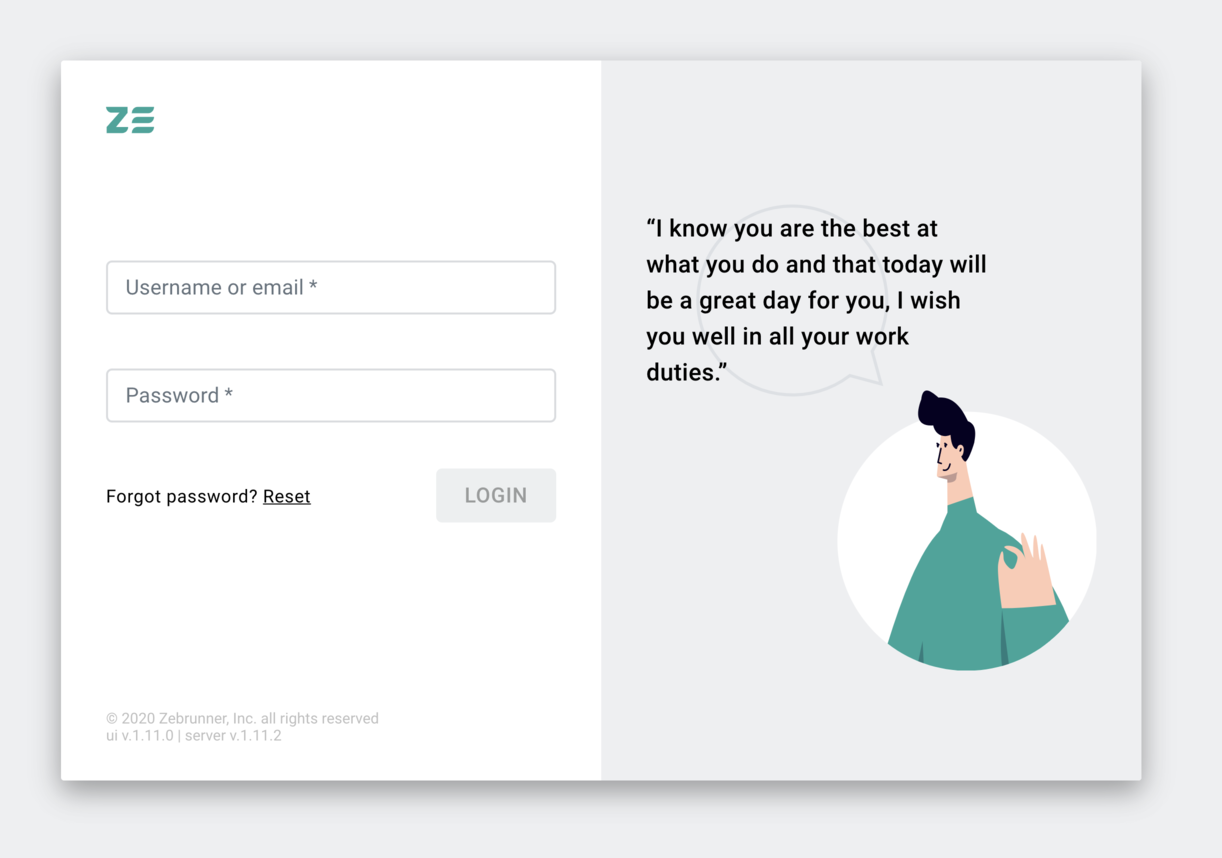 ZE
Username or email *
Password *
Forgot password? Reset
LOGIN
© 2020 Zebrunner, Inc. all rights reserved
ui v.1.11.0 | server v.1.11.2
“I know you are the best at
what you do and that today will
be a great day for you, I wish
you well in all your work
duties.”